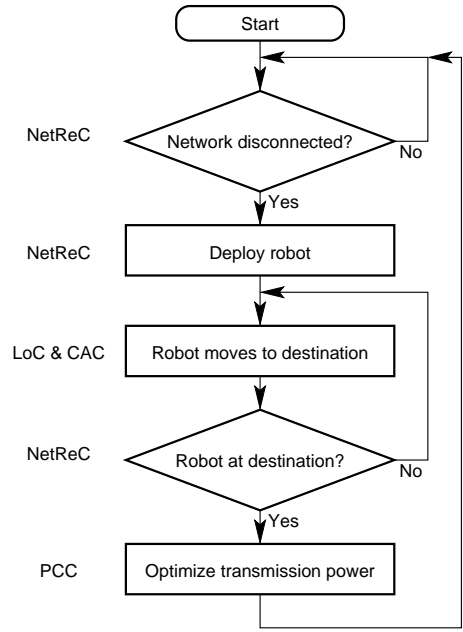 Start
NetReC
Network disconnected?
No
Yes
NetReC
Deploy robot
LoC & CAC
Robot moves to destination
NetReC
Robot at destination?
No
Yes
PCC
Optimize transmission power